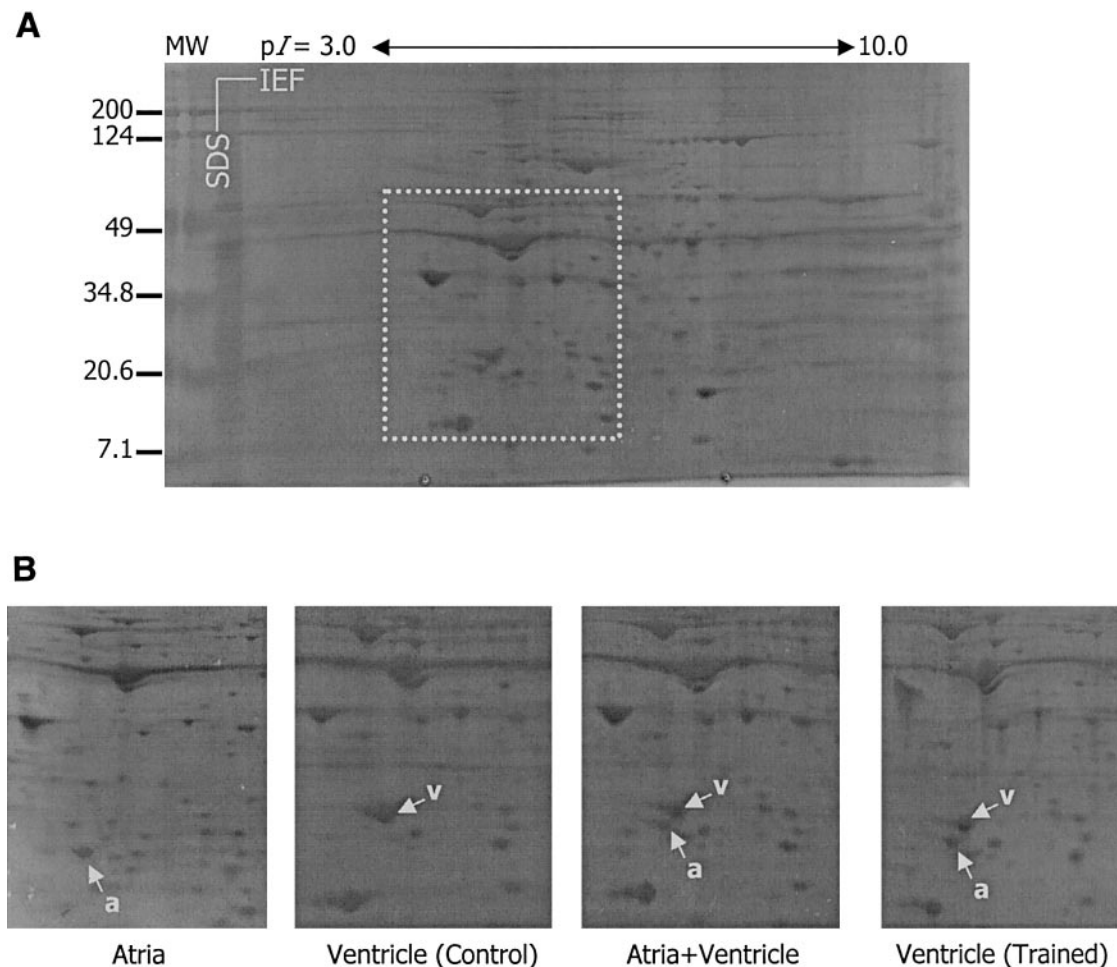 A
MW pI = 3.0 10.0
IEF
SDS
200
124
49
34.8
20.6
7.1
B
a
v
v
a
v
a
Atria
Ventricle (Control)
Atria+Ventricle
Ventricle (Trained)